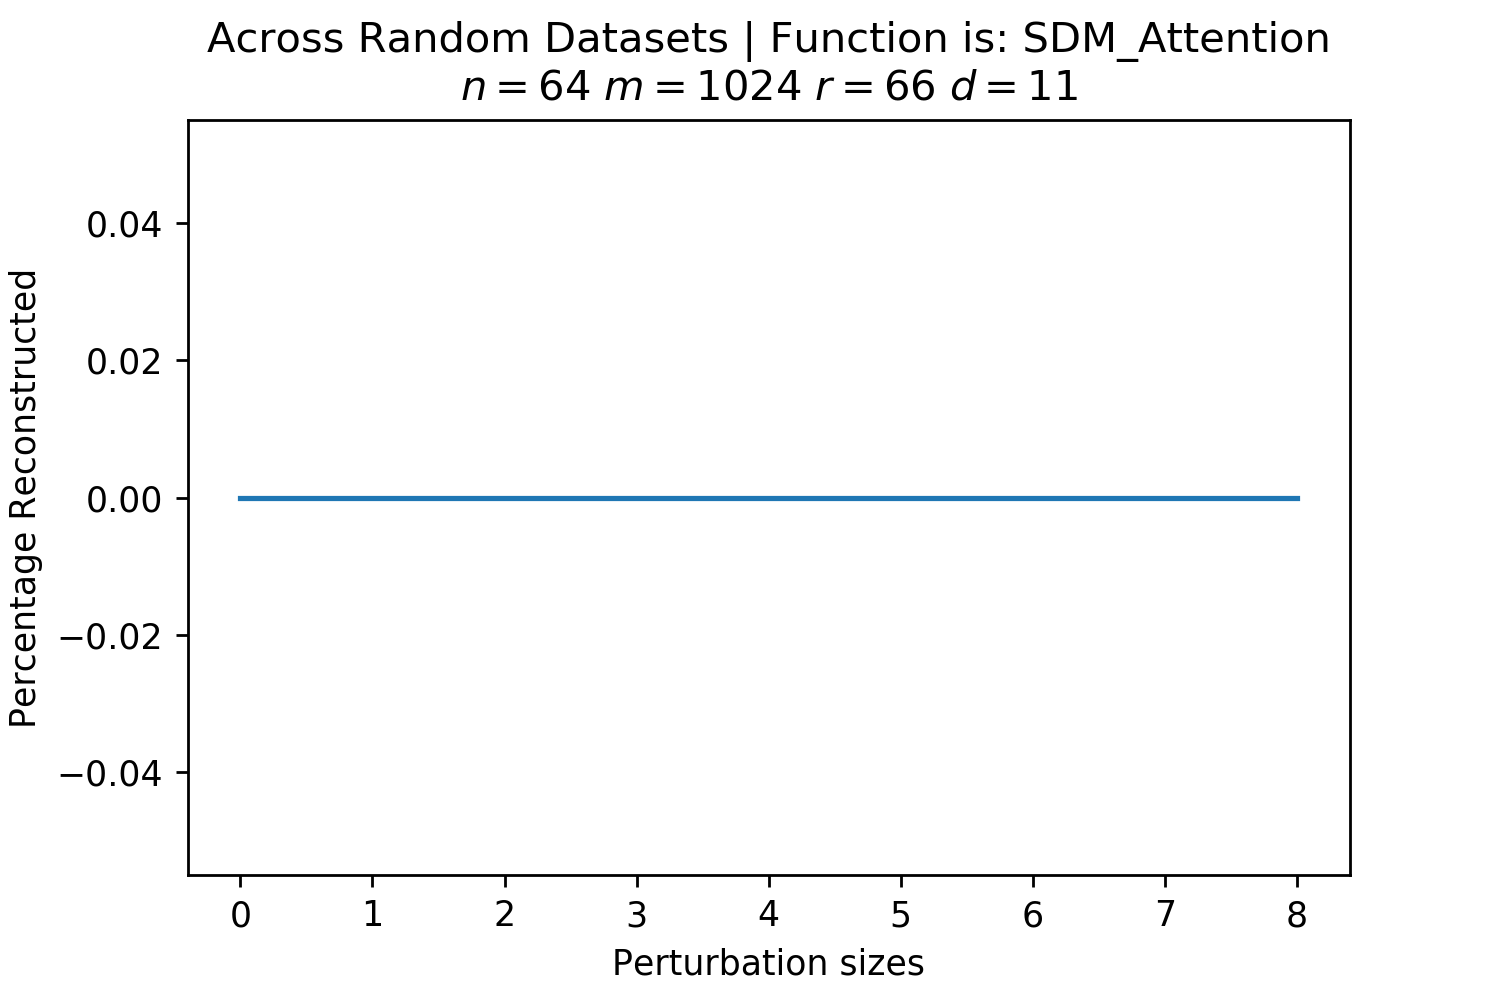 Across Random Datasets | Function is: SDM_Attention
n = 64 m = 1024 r = 66 d = 11
Percentage Reconstructed
0.04
0.02
0.00
−0.02
−0.04
0 1 2 3 4 5 6 7 8
Perturbation sizes